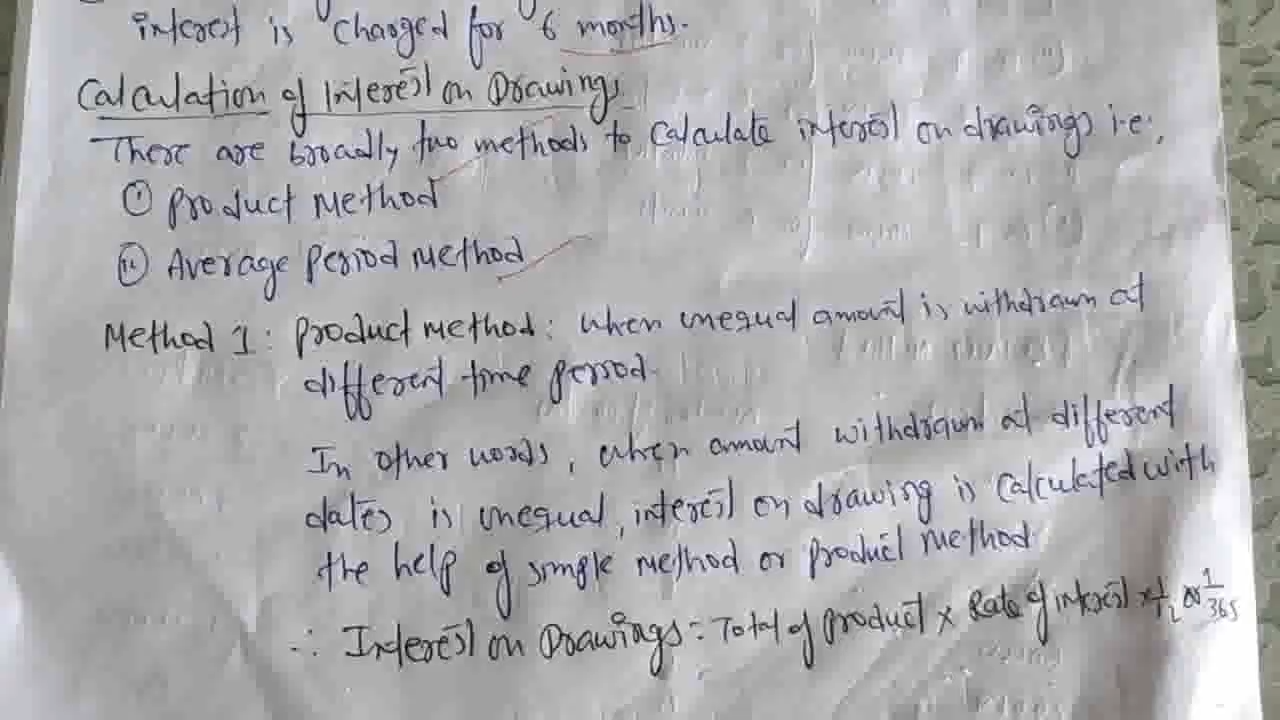 interest is charged for 6 months.
Calculation of Interest on Drawings
There are broadly two methods to calculate interest on drawings i.e.,
(i) Product Method
(ii) Average Period Method
Method 1: Product method: when unequal amount is withdrawn at
different time period.
In other words, when amount withdrawn at different
dates is unequal, interest on drawing is calculated with
the help of simple method or product method.
∴ Interest on Drawings = Total of product × Rate of interest × 1/12 or 1/365